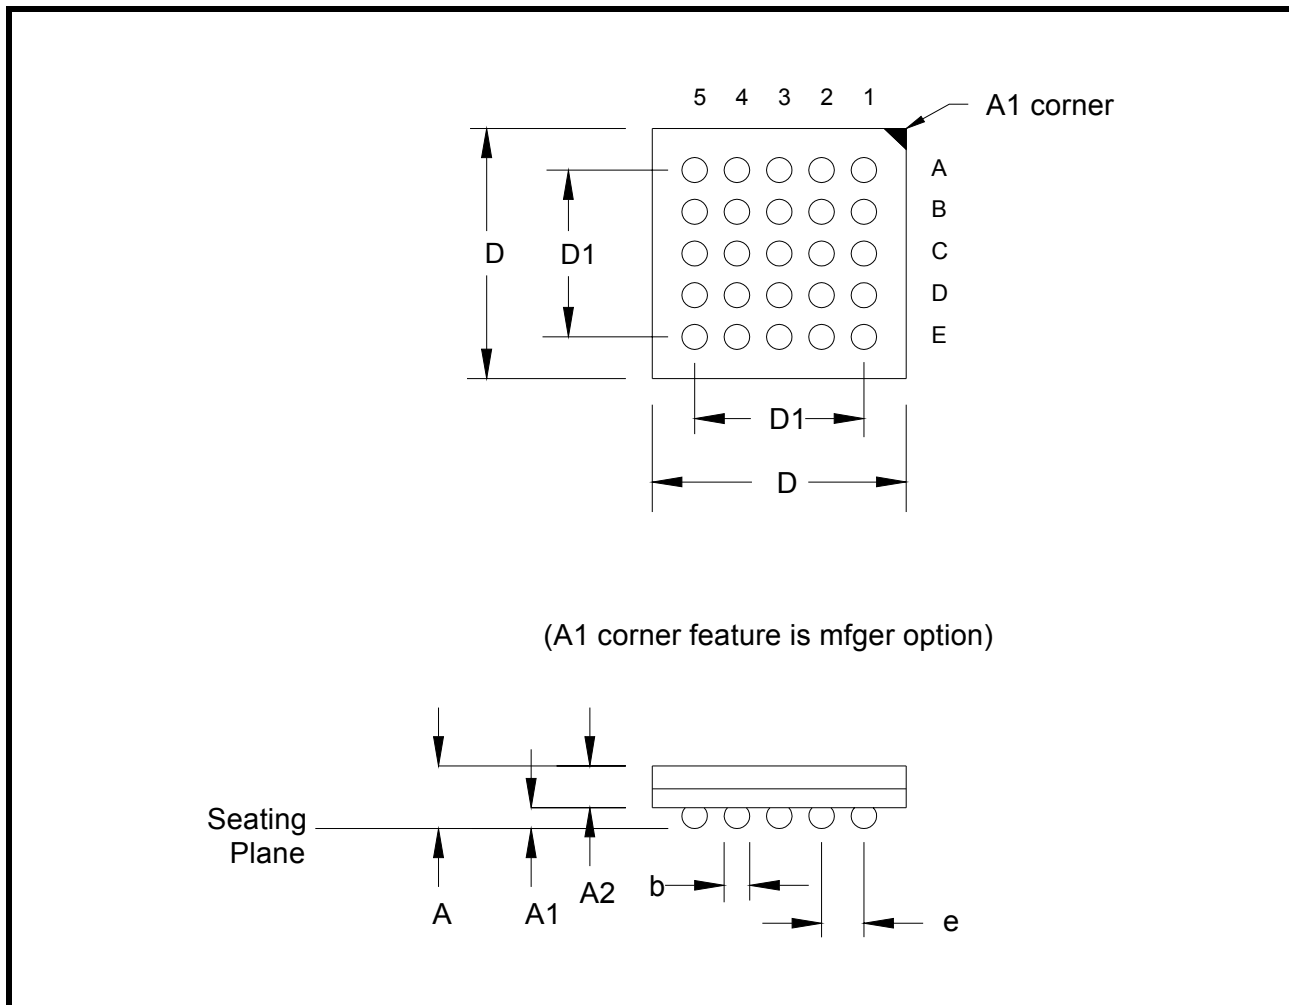 5 4 3 2 1
A1 corner
A
B
C
D
E
D
D1
D1
D
(A1 corner feature is mfger option)
Seating
Plane
A
A1
A2
b
e